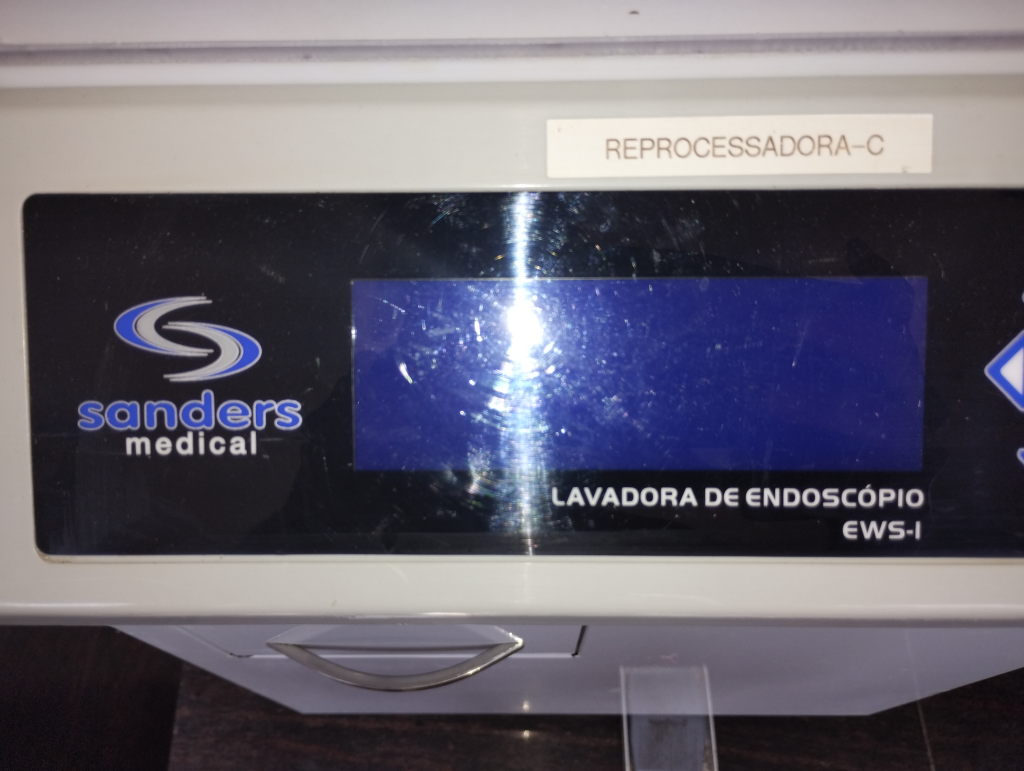 REPROCESSADORA-C
sanders
medical
LAVADORA DE ENDOSCÓPIO
EWS-I